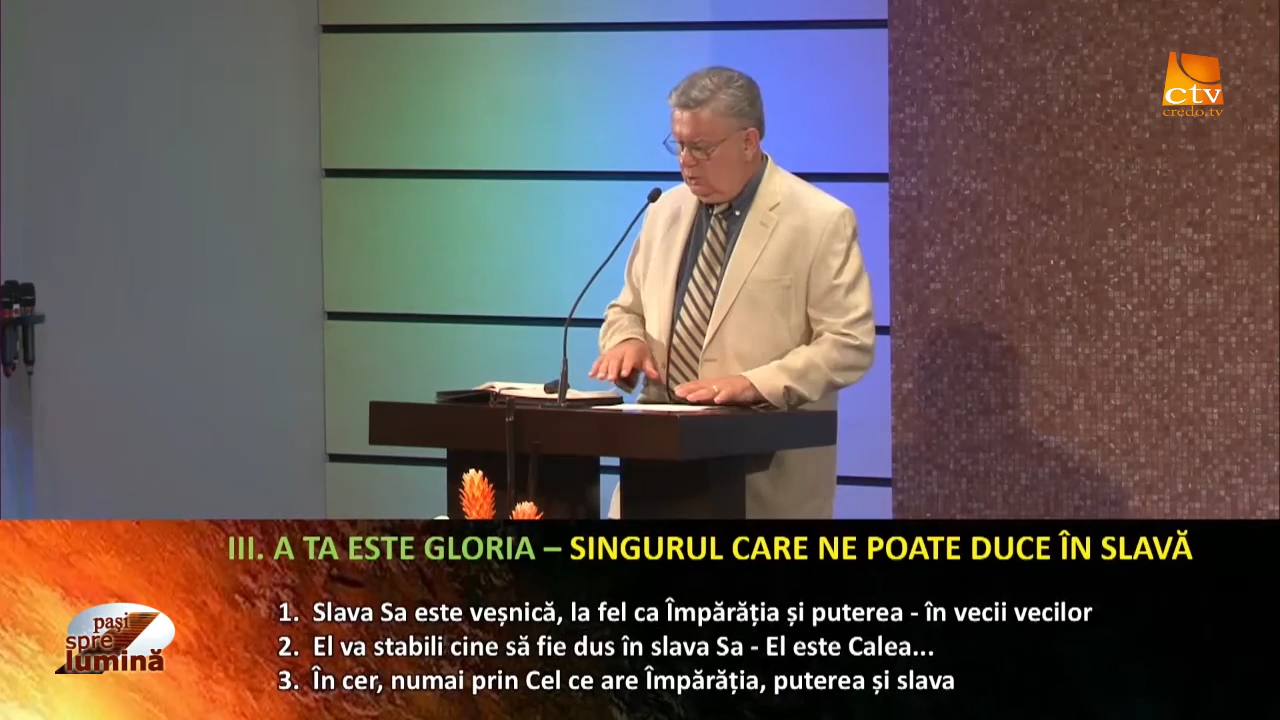 ctv
credo.tv
III. A TA ESTE GLORIA – SINGURUL CARE NE POATE DUCE ÎN SLAVĂ
1. Slava Sa este veșnică, la fel ca Împărăția și puterea - în vecii vecilor
2. El va stabili cine să fie dus în slava Sa - El este Calea...
3. În cer, numai prin Cel ce are Împărăția, puterea și slava
pași
spre
lumină